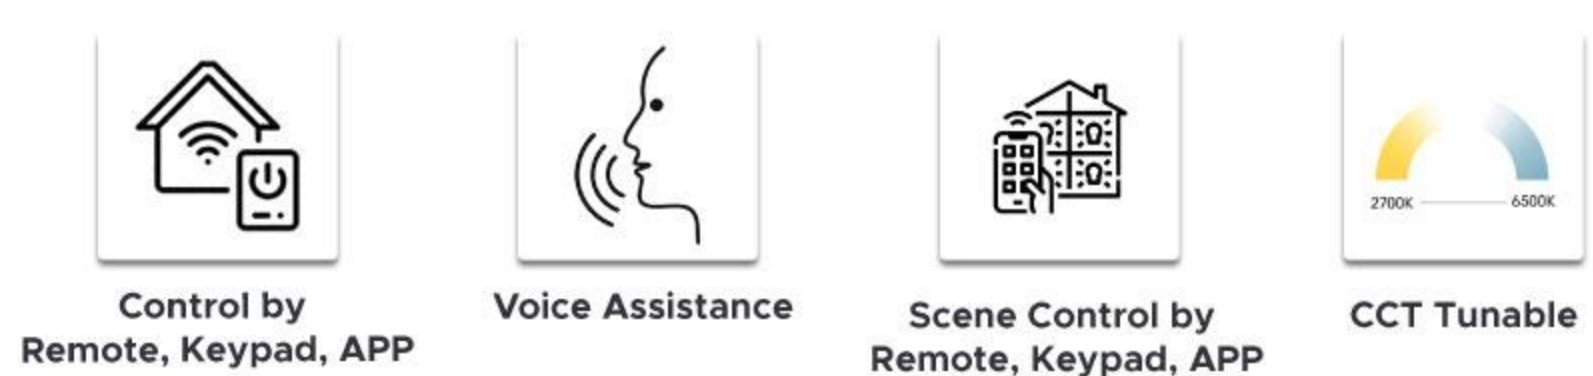 Control by
Remote, Keypad, APP
Voice Assistance
Scene Control by
Remote, Keypad, APP
2700K
6500K
CCT Tunable